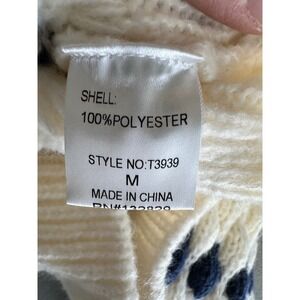 SHELL:
100%POLYESTER
STYLE NO:T3939
M
MADE IN CHINA